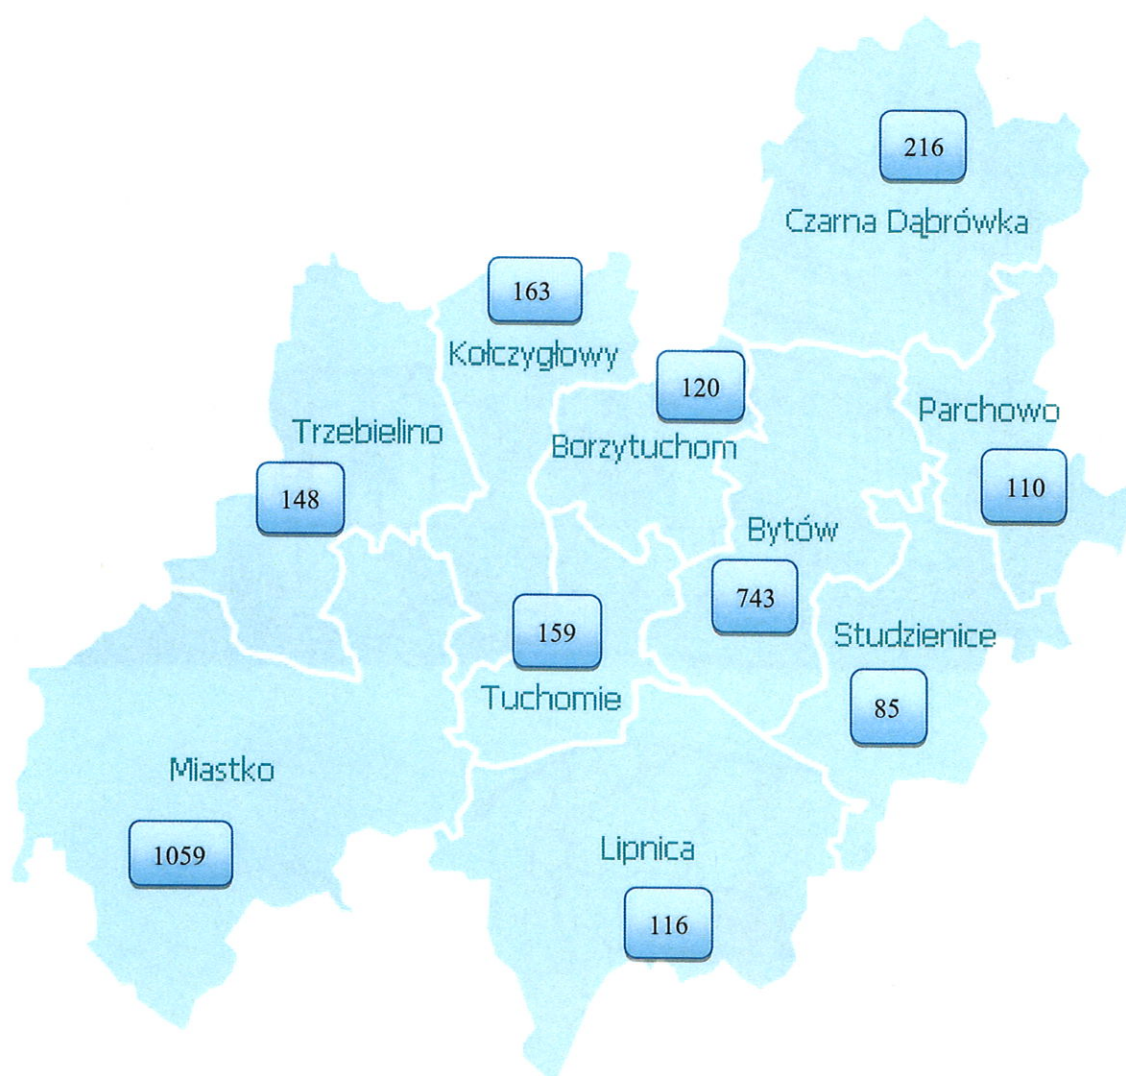 216
Czarna Dąbrówka
163
Kołczygłowy
120
Borzytuchom
Parchowo
110
Trzebielino
148
Bytów
743
159
Tuchomie
Studzienice
85
Miastko
1059
Lipnica
116